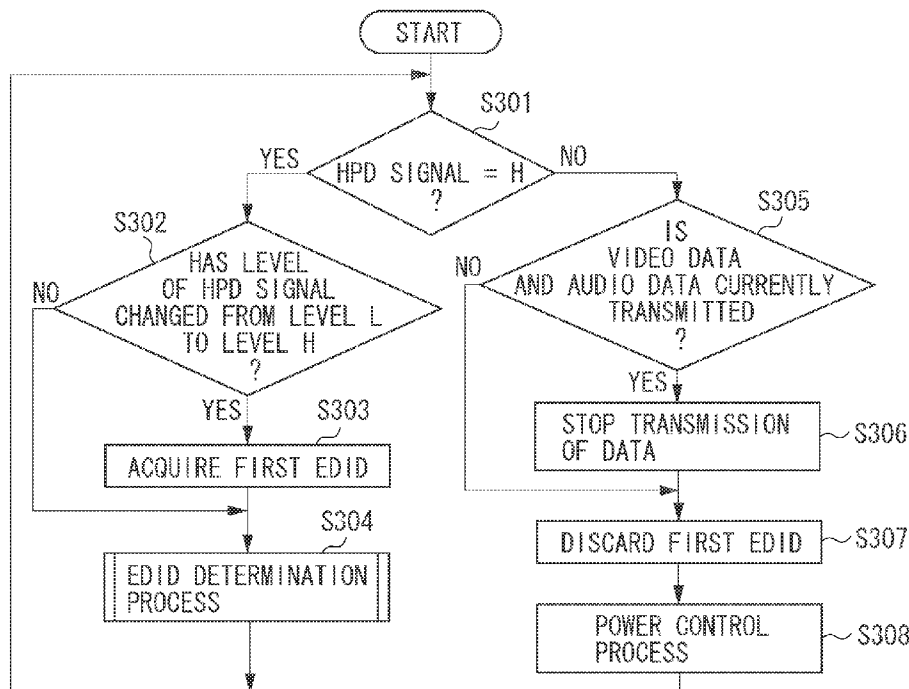 START
S301
YES
HPD SIGNAL = H
?
NO
S302
HAS LEVEL
OF HPD SIGNAL
CHANGED FROM LEVEL L
TO LEVEL H
?
NO
YES
S303
ACQUIRE FIRST EDID
S304
EDID DETERMINATION
PROCESS
S305
IS
VIDEO DATA
AND AUDIO DATA CURRENTLY
TRANSMITTED
?
NO
YES
STOP TRANSMISSION
OF DATA
S306
DISCARD FIRST EDID
S307
POWER CONTROL
PROCESS
S308